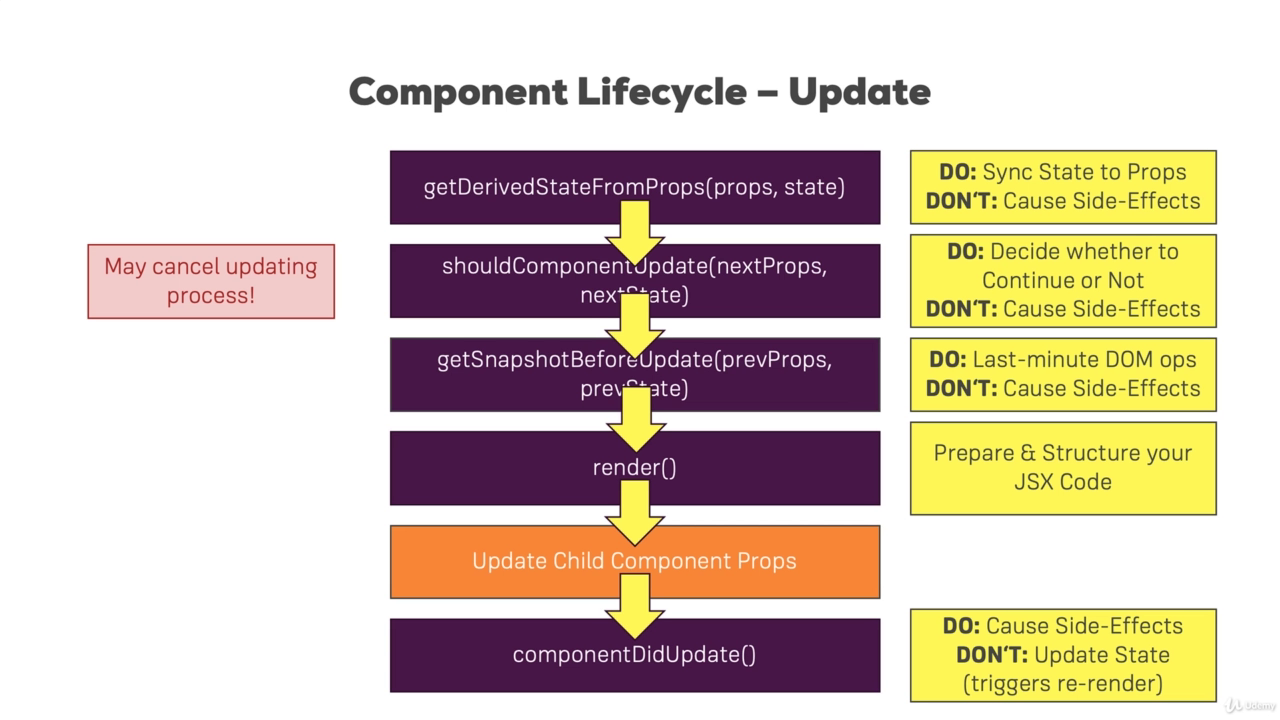 Component Lifecycle – Update
getDerivedStateFromProps(props, state)
DO: Sync State to Props
DON‘T: Cause Side-Effects
May cancel updating
process!
shouldComponentUpdate(nextProps,
nextState)
DO: Decide whether to
Continue or Not
DON‘T: Cause Side-Effects
getSnapshotBeforeUpdate(prevProps,
prevState)
DO: Last-minute DOM ops
DON‘T: Cause Side-Effects
render()
Prepare & Structure your
JSX Code
Update Child Component Props
componentDidUpdate()
DO: Cause Side-Effects
DON‘T: Update State
(triggers re-render)
Udemy